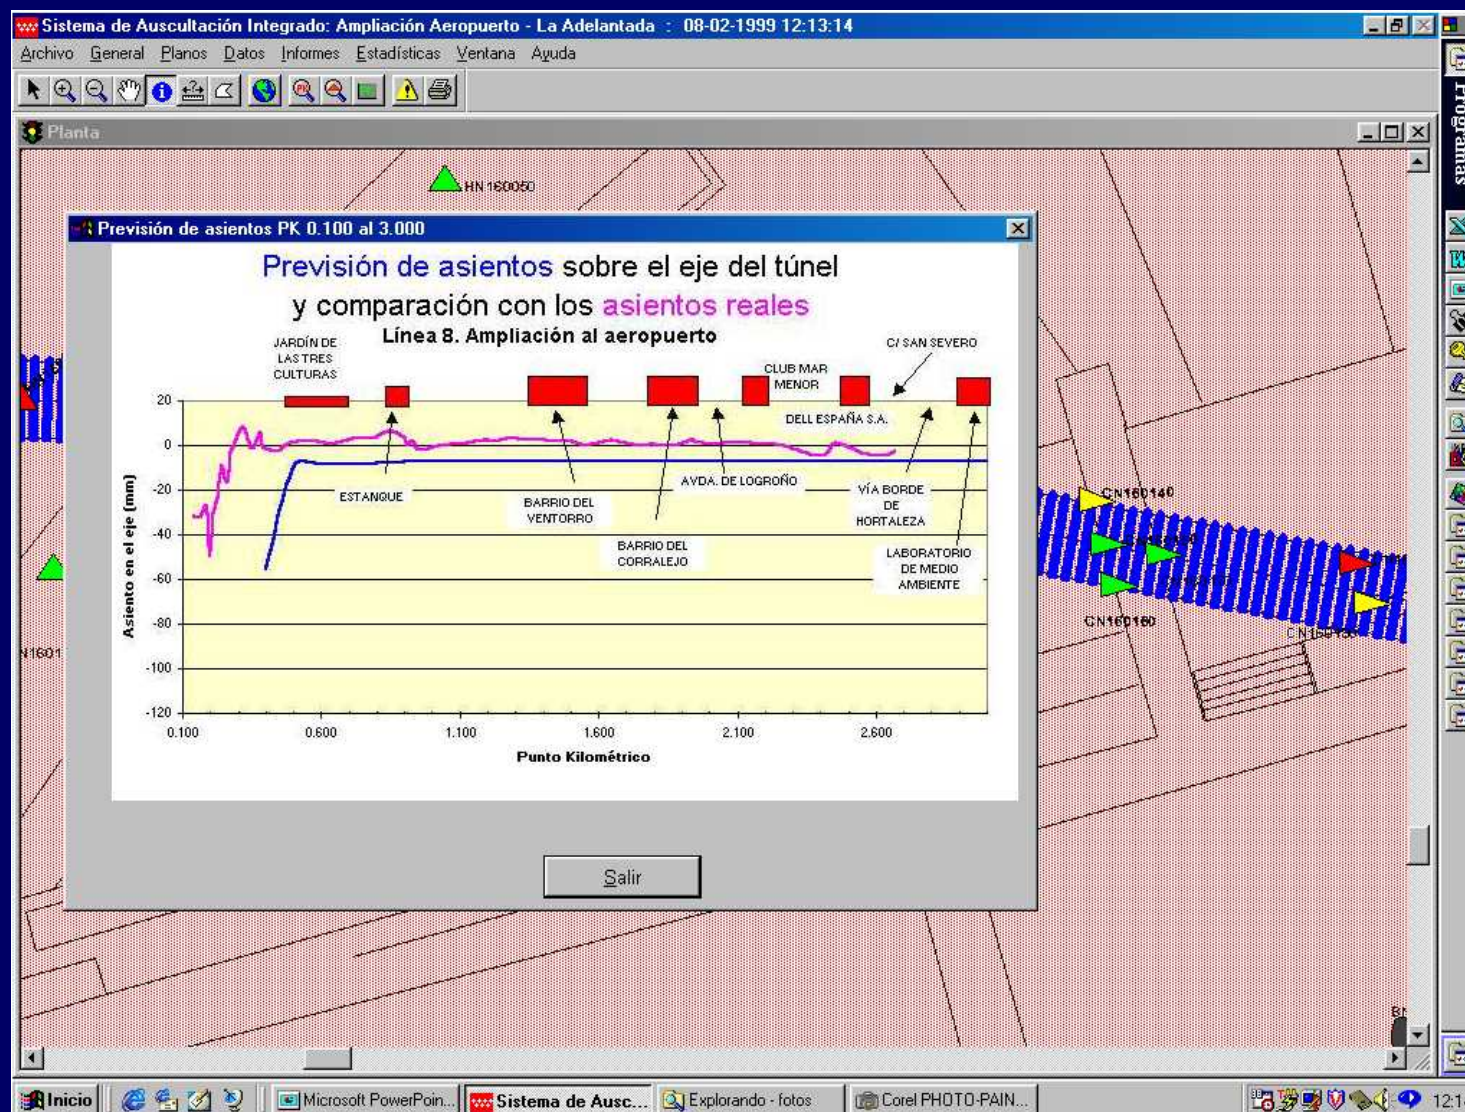 Sistema de Auscultación Integrado: Ampliación Aeropuerto - La Adelantada : 08-02-1999 12:13:14
Archivo General Planos Datos Informes Estadísticas Ventana Ayuda
Programas
Planta
HN160050
Previsión de asientos PK 0.100 al 3.000
Previsión de asientos sobre el eje del túnel
y comparación con los asientos reales
Línea 8. Ampliación al aeropuerto
JARDÍN DE
LAS TRES
CULTURAS
CLUB MAR
MENOR
C/ SAN SEVERO
DELL ESPAÑA S.A.
ESTANQUE
BARRIO DEL
VENTORRO
BARRIO DEL
CORRALEJO
AVDA. DE LOGROÑO
VÍA BORDE
DE
HORTALEZA
LABORATORIO
DE MEDIO
AMBIENTE
Asiento en el eje (mm)
20
0
-20
-40
-60
-80
-100
-120
0.100 0.600 1.100 1.600 2.100 2.600
Punto Kilométrico
CN160140
CN160160
Salir
Inicio Microsoft PowerPoin... Sistema de Ausc... Explorando - fotos Corel PHOTO-PAIN...